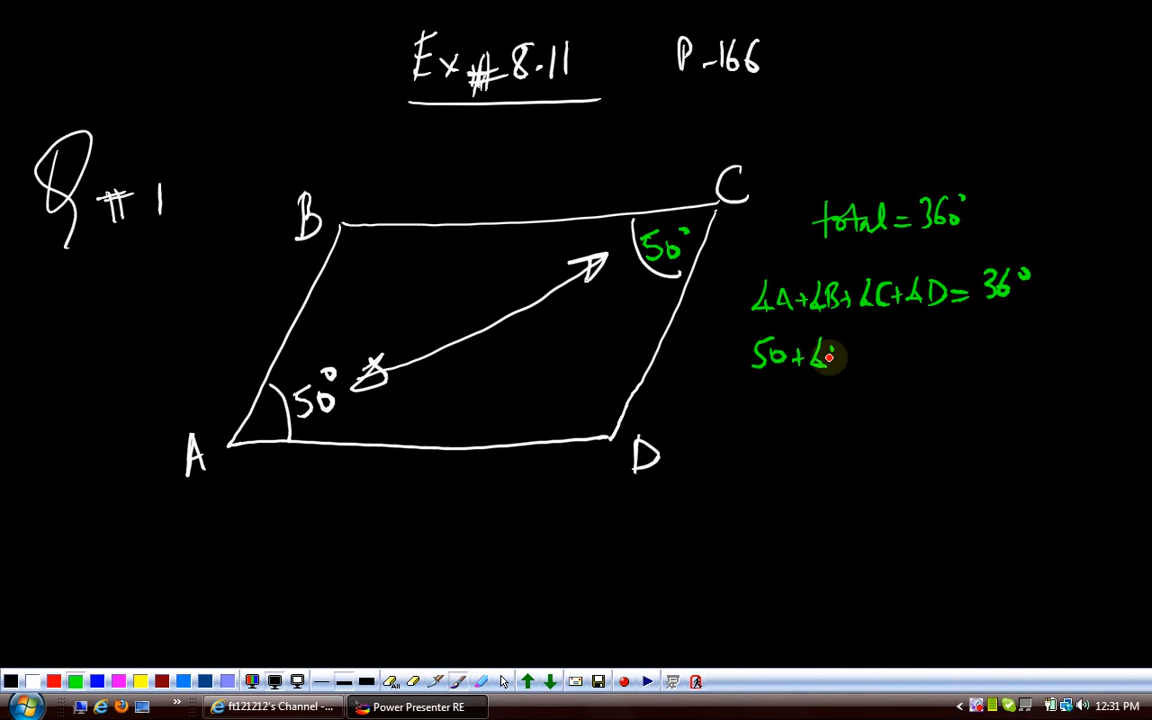 Ex # 8.11 P-166
Q # 1
B
C
50°
50°
A
D
total = 360°
∠A+∠B+∠C+∠D= 360°
50+∠
ft121212's Channel -...
Power Presenter RE
12:31 PM